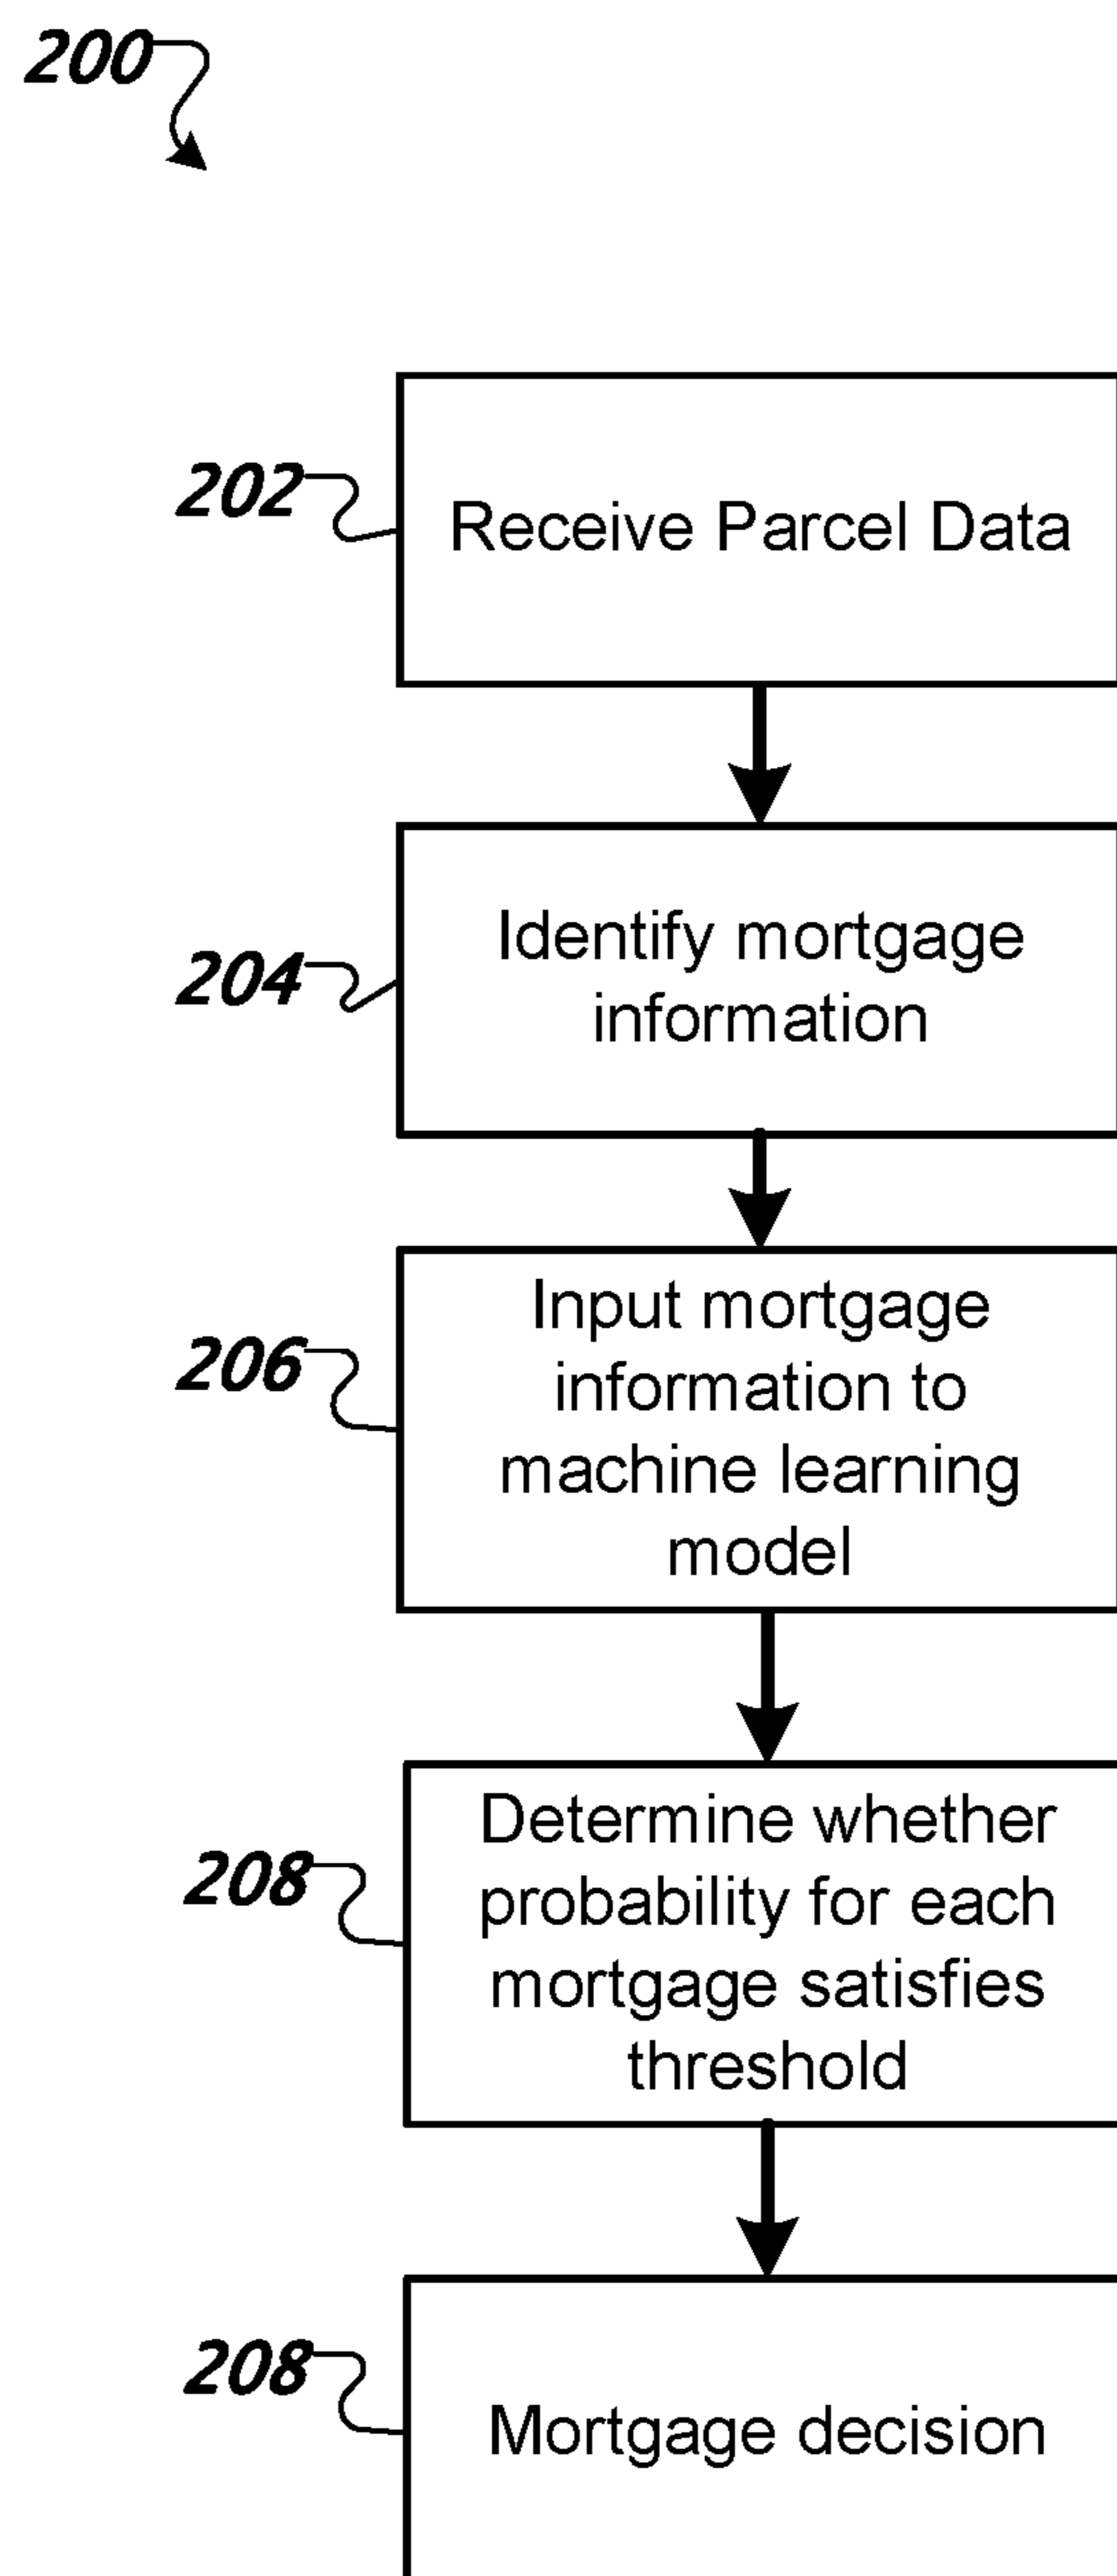 200
202
Receive Parcel Data
204
Identify mortgage
information
206
Input mortgage
information to
machine learning
model
208
Determine whether
probability for each
mortgage satisfies
threshold
208
Mortgage decision